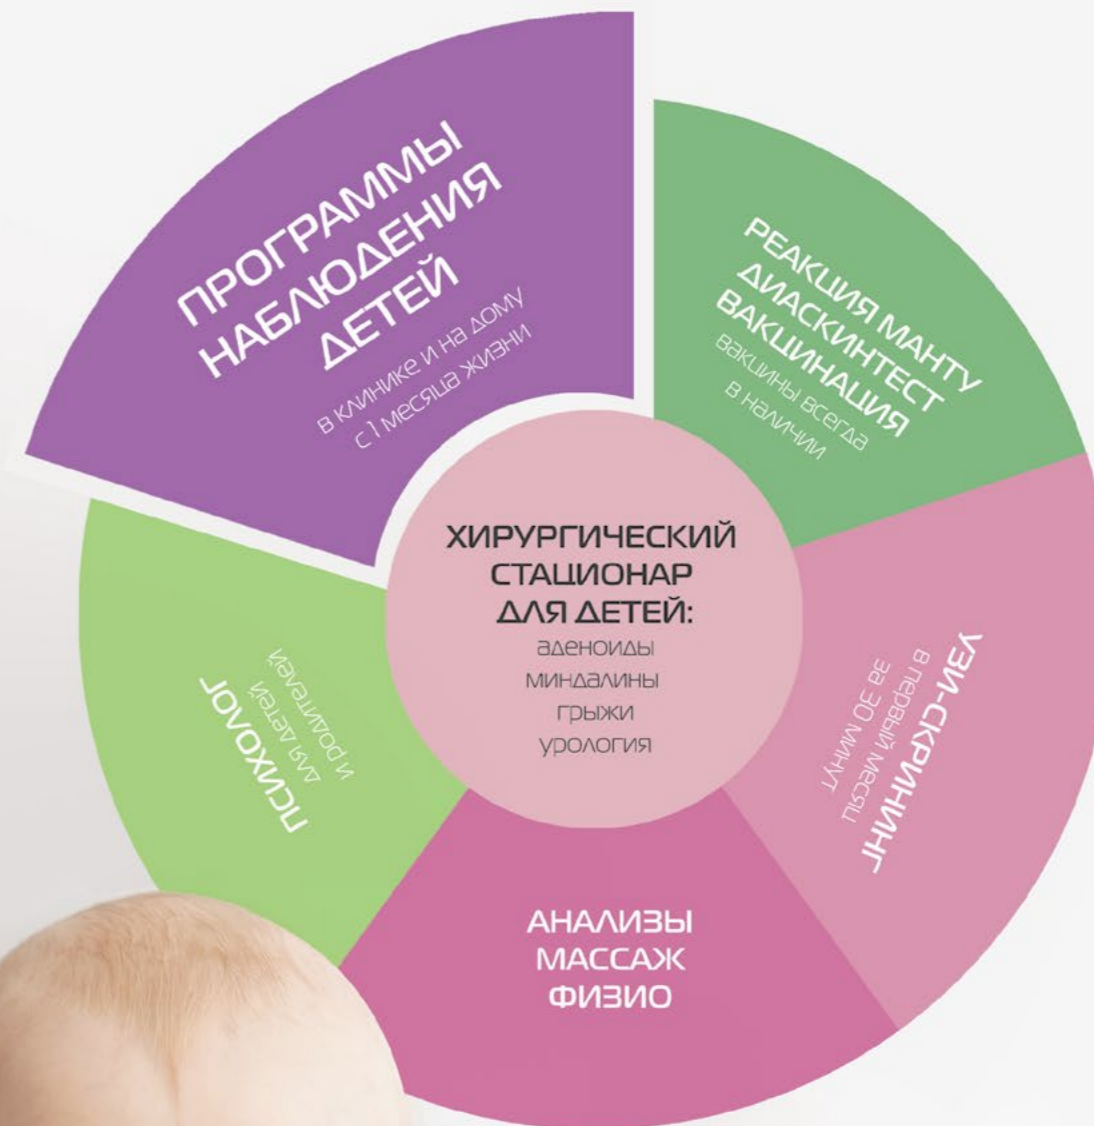 ПРОГРАММЫ
НАБЛЮДЕНИЯ
ДЕТЕЙ
в клинике и на дому
с 1 месяца жизни
РЕАКЦИЯ МАНТУ
ДИАСКИНТЕСТ
ВАКЦИНАЦИЯ
вакцины всегда
в наличии
ХИРУРГИЧЕСКИЙ
СТАЦИОНАР
ДЛЯ ДЕТЕЙ:
аденоиды
миндалины
грыжи
урология
УЗИ-СКРИНИНГ
в первый месяц
за 30 минут
АНАЛИЗЫ
МАССАЖ
ФИЗИО
ПСИХОЛОГ
для детей
и родителей